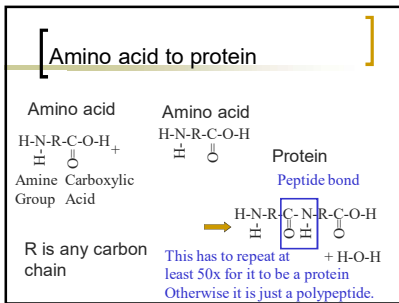 Amino acid to protein
Amino acid
Amino acid
H-N-R-C-O-H +
H-
O
=
H-N-R-C-O-H
H-
O
=
Amine Carboxylic
Group Acid
Protein
Peptide bond
H-N-R-C- N-R-C-O-H
H-
O
=
H-
O
=
+ H-O-H
R is any carbon
chain
This has to repeat at
least 50x for it to be a protein
Otherwise it is just a polypeptide.